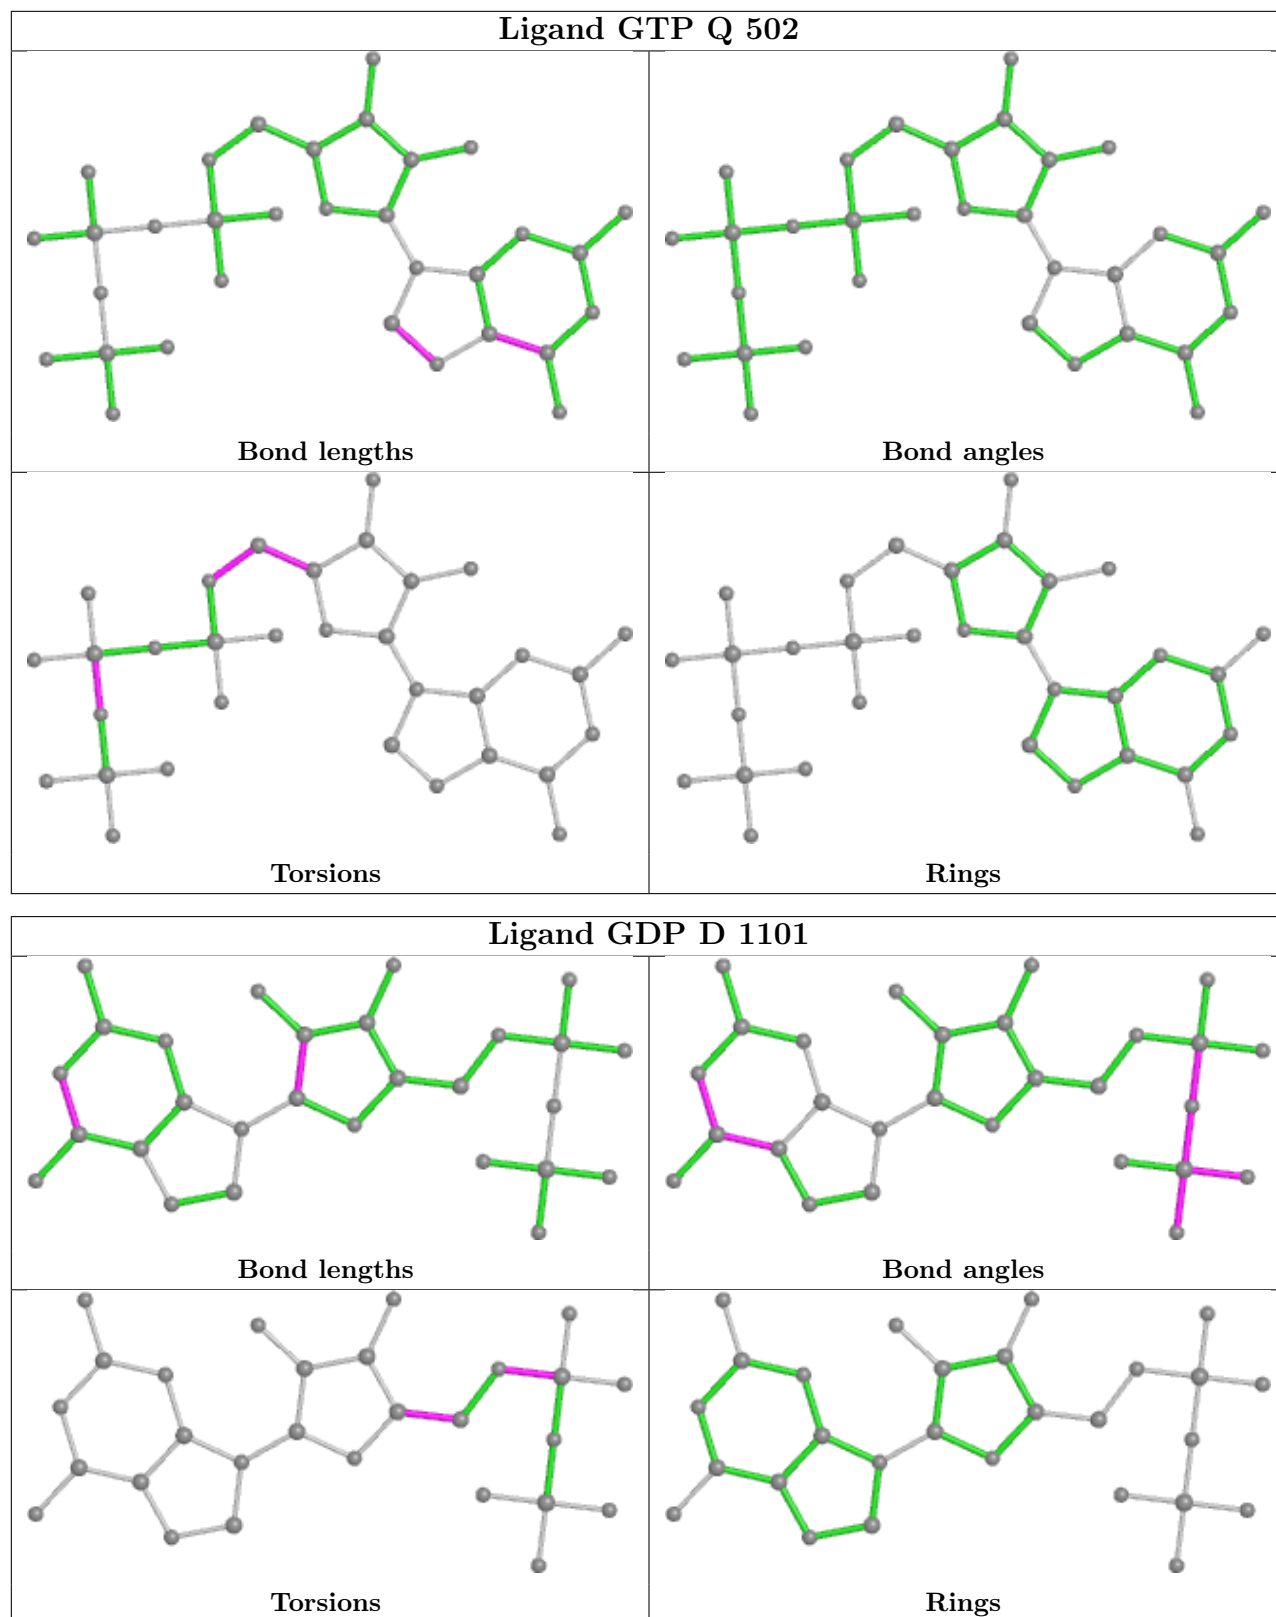 Ligand GTP Q 502
Bond lengths
Bond angles
Torsions
Rings
Ligand GDP D 1101
Bond lengths
Bond angles
Torsions
Rings